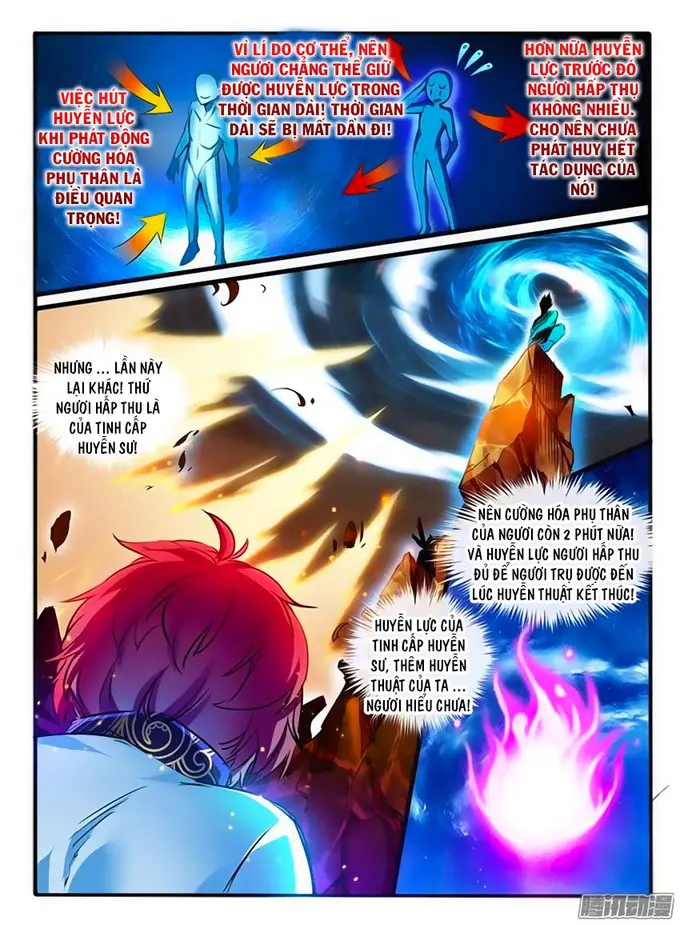 VIỆC HÚT
HUYỄN LỰC
KHI PHÁT ĐỘNG
CƯỜNG HÓA
PHỤ THÂN LÀ
ĐIỀU QUAN
TRỌNG!
VÌ LÍ DO CƠ THỂ, NÊN
NGƯƠI CHẲNG THỂ GIỮ
ĐƯỢC HUYỄN LỰC TRONG
THỜI GIAN DÀI! THỜI GIAN
DÀI SẼ BỊ MẤT DẦN ĐI!
HƠN NỮA HUYỄN
LỰC TRƯỚC ĐÓ
NGƯƠI HẤP THỤ
KHÔNG NHIỀU.
CHO NÊN CHƯA
PHÁT HUY HẾT
TÁC DỤNG CỦA
NÓ!
NHƯNG ... LẦN NÀY
LẠI KHÁC! THỨ
NGƯƠI HẤP THỤ LÀ
CỦA TINH CẤP
HUYỄN SƯ!
NÊN CƯỜNG HÓA PHỤ THÂN
CỦA NGƯƠI CÒN 2 PHÚT NỮA!
VÀ HUYỄN LỰC NGƯƠI HẤP THU
ĐỦ ĐỂ NGƯƠI TRỤ ĐƯỢC ĐẾN
LÚC HUYỄN THUẬT KẾT THÚC!
HUYỄN LỰC CỦA
TINH CẤP HUYỄN
SƯ, THÊM HUYỄN
THUẬT CỦA TA ...
NGƯƠI HIỂU CHƯA!
腾讯动漫